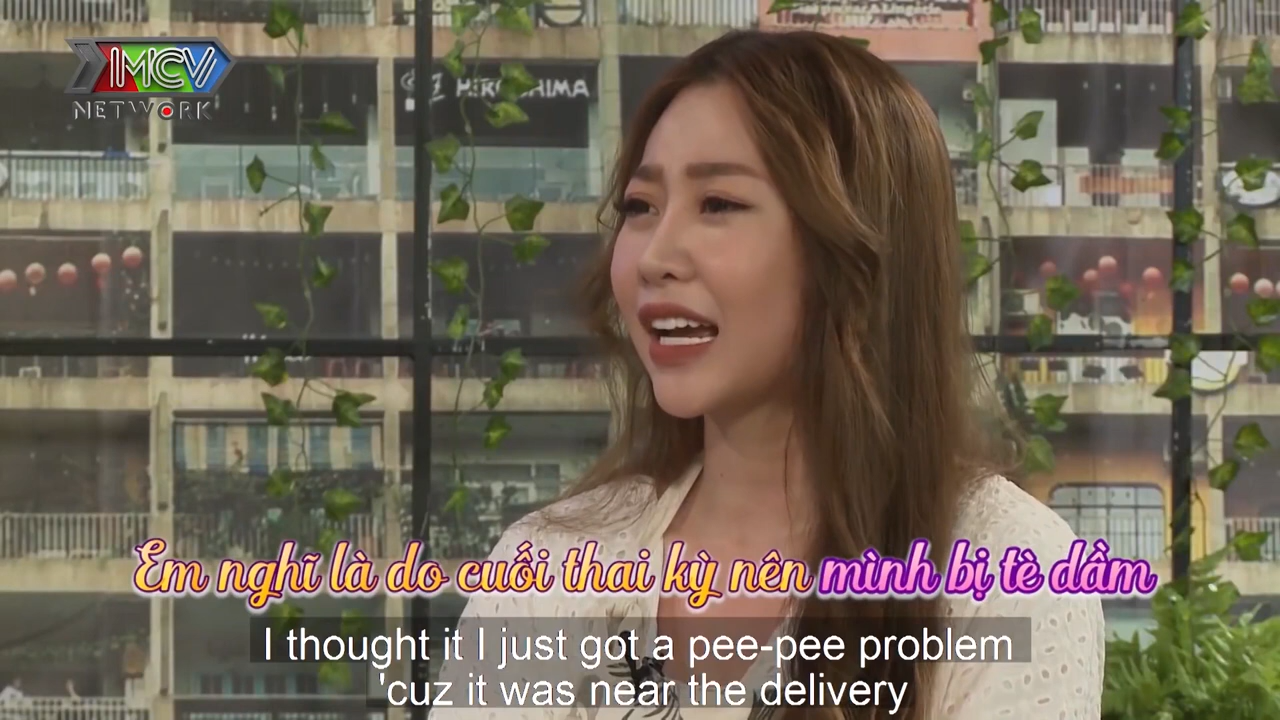 MCV
NETWORK
HIROSHIMA
Em nghĩ là do cuối thai kỳ nên mình bị tè dầm
I thought it I just got a pee-pee problem
'cuz it was near the delivery